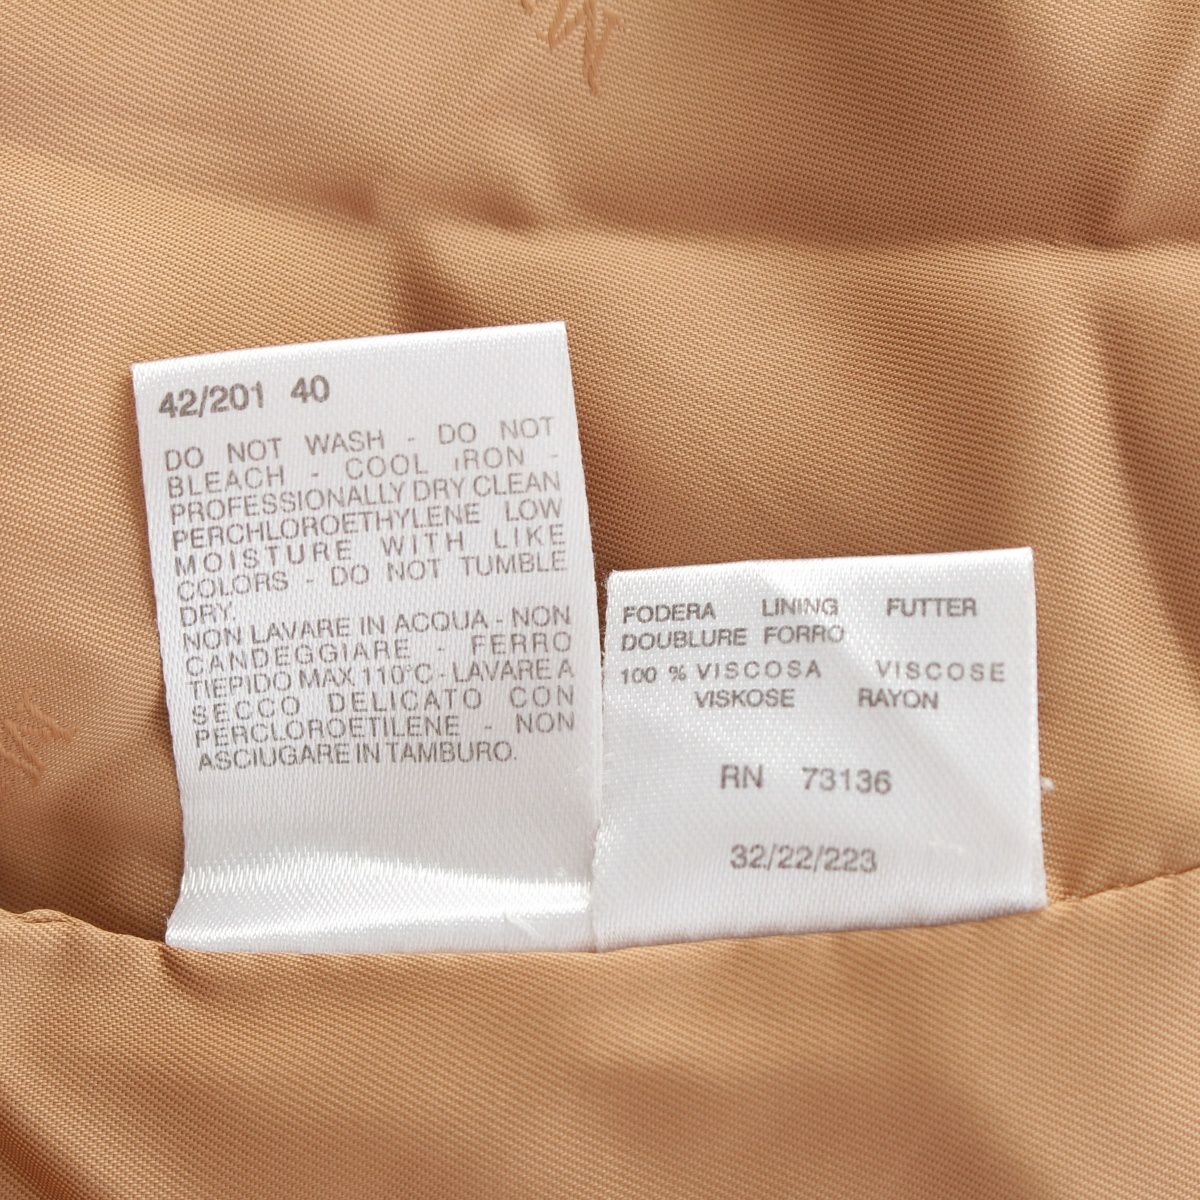 42/201 40
DO NOT WASH - DO NOT
BLEACH - COOL IRON -
PROFESSIONALLY DRY CLEAN
PERCHLOROETHYLENE LOW
MOISTURE WITH LIKE
COLORS - DO NOT TUMBLE
DRY.
NON LAVARE IN ACQUA - NON
CANDEGGIARE - FERRO
TIEPIDO MAX 110°C - LAVARE A
SECCO DELICATO CON
PERCLOROETILENE - NON
ASCIUGARE IN TAMBURO.
FODERA LINING FUTTER
DOUBLURE FORRO
100 % VISCOSA VISCOSE
VISKOSE RAYON
RN 73136
32/22/223